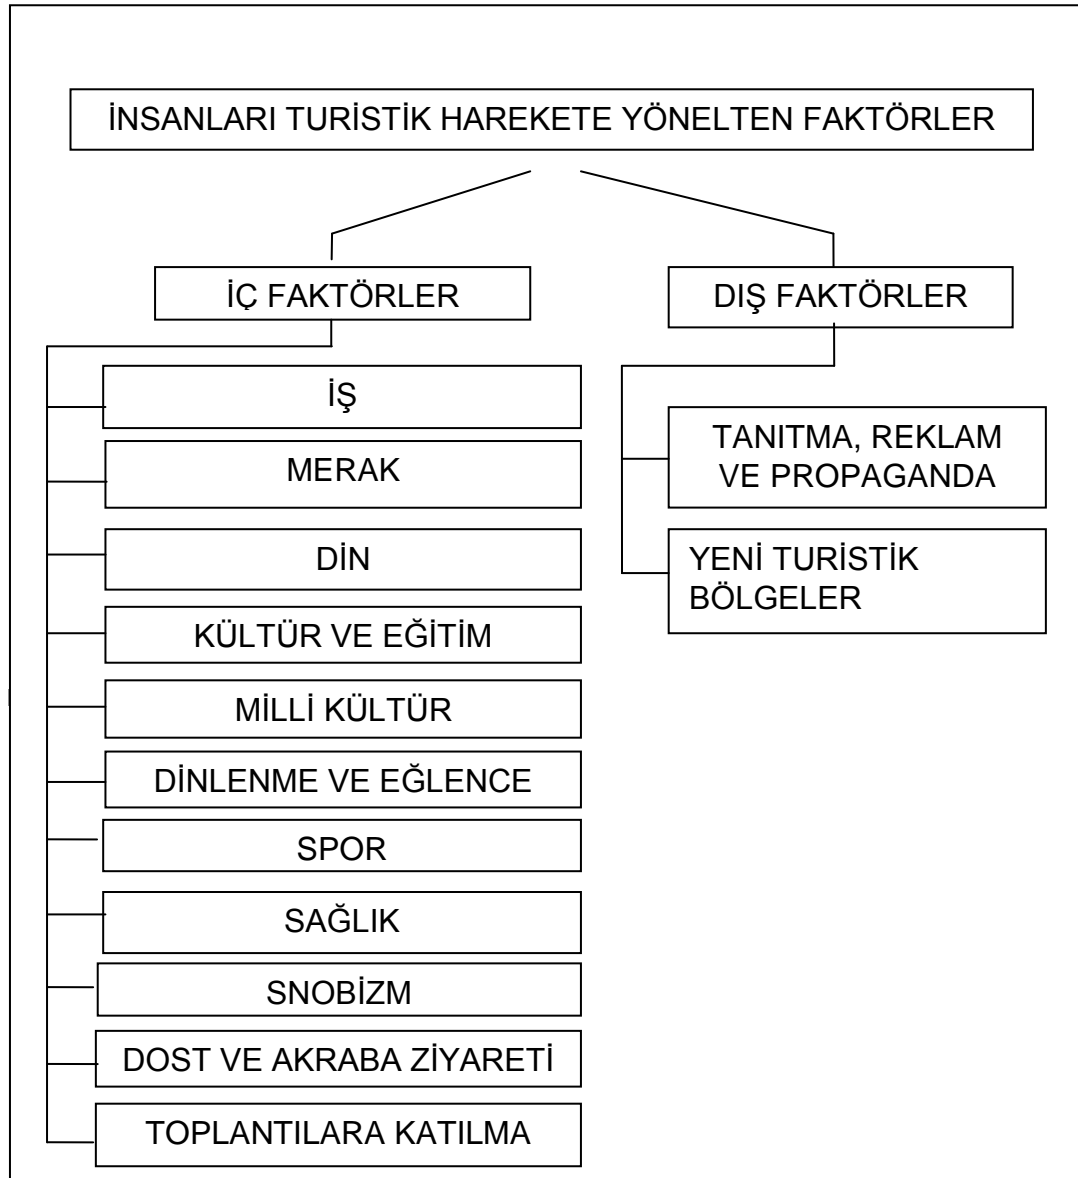 İNSANLARI TURİSTİK HAREKETE YÖNELTEN FAKTÖRLER
İÇ FAKTÖRLER
DIŞ FAKTÖRLER
İŞ
MERAK
DİN
KÜLTÜR VE EĞİTİM
MİLLİ KÜLTÜR
DİNLENME VE EĞLENCE
SPOR
SAĞLIK
SNOBİZM
DOST VE AKRABA ZİYARETİ
TOPLANTILARA KATILMA
TANITMA, REKLAM
VE PROPAGANDA
YENİ TURİSTİK
BÖLGELER